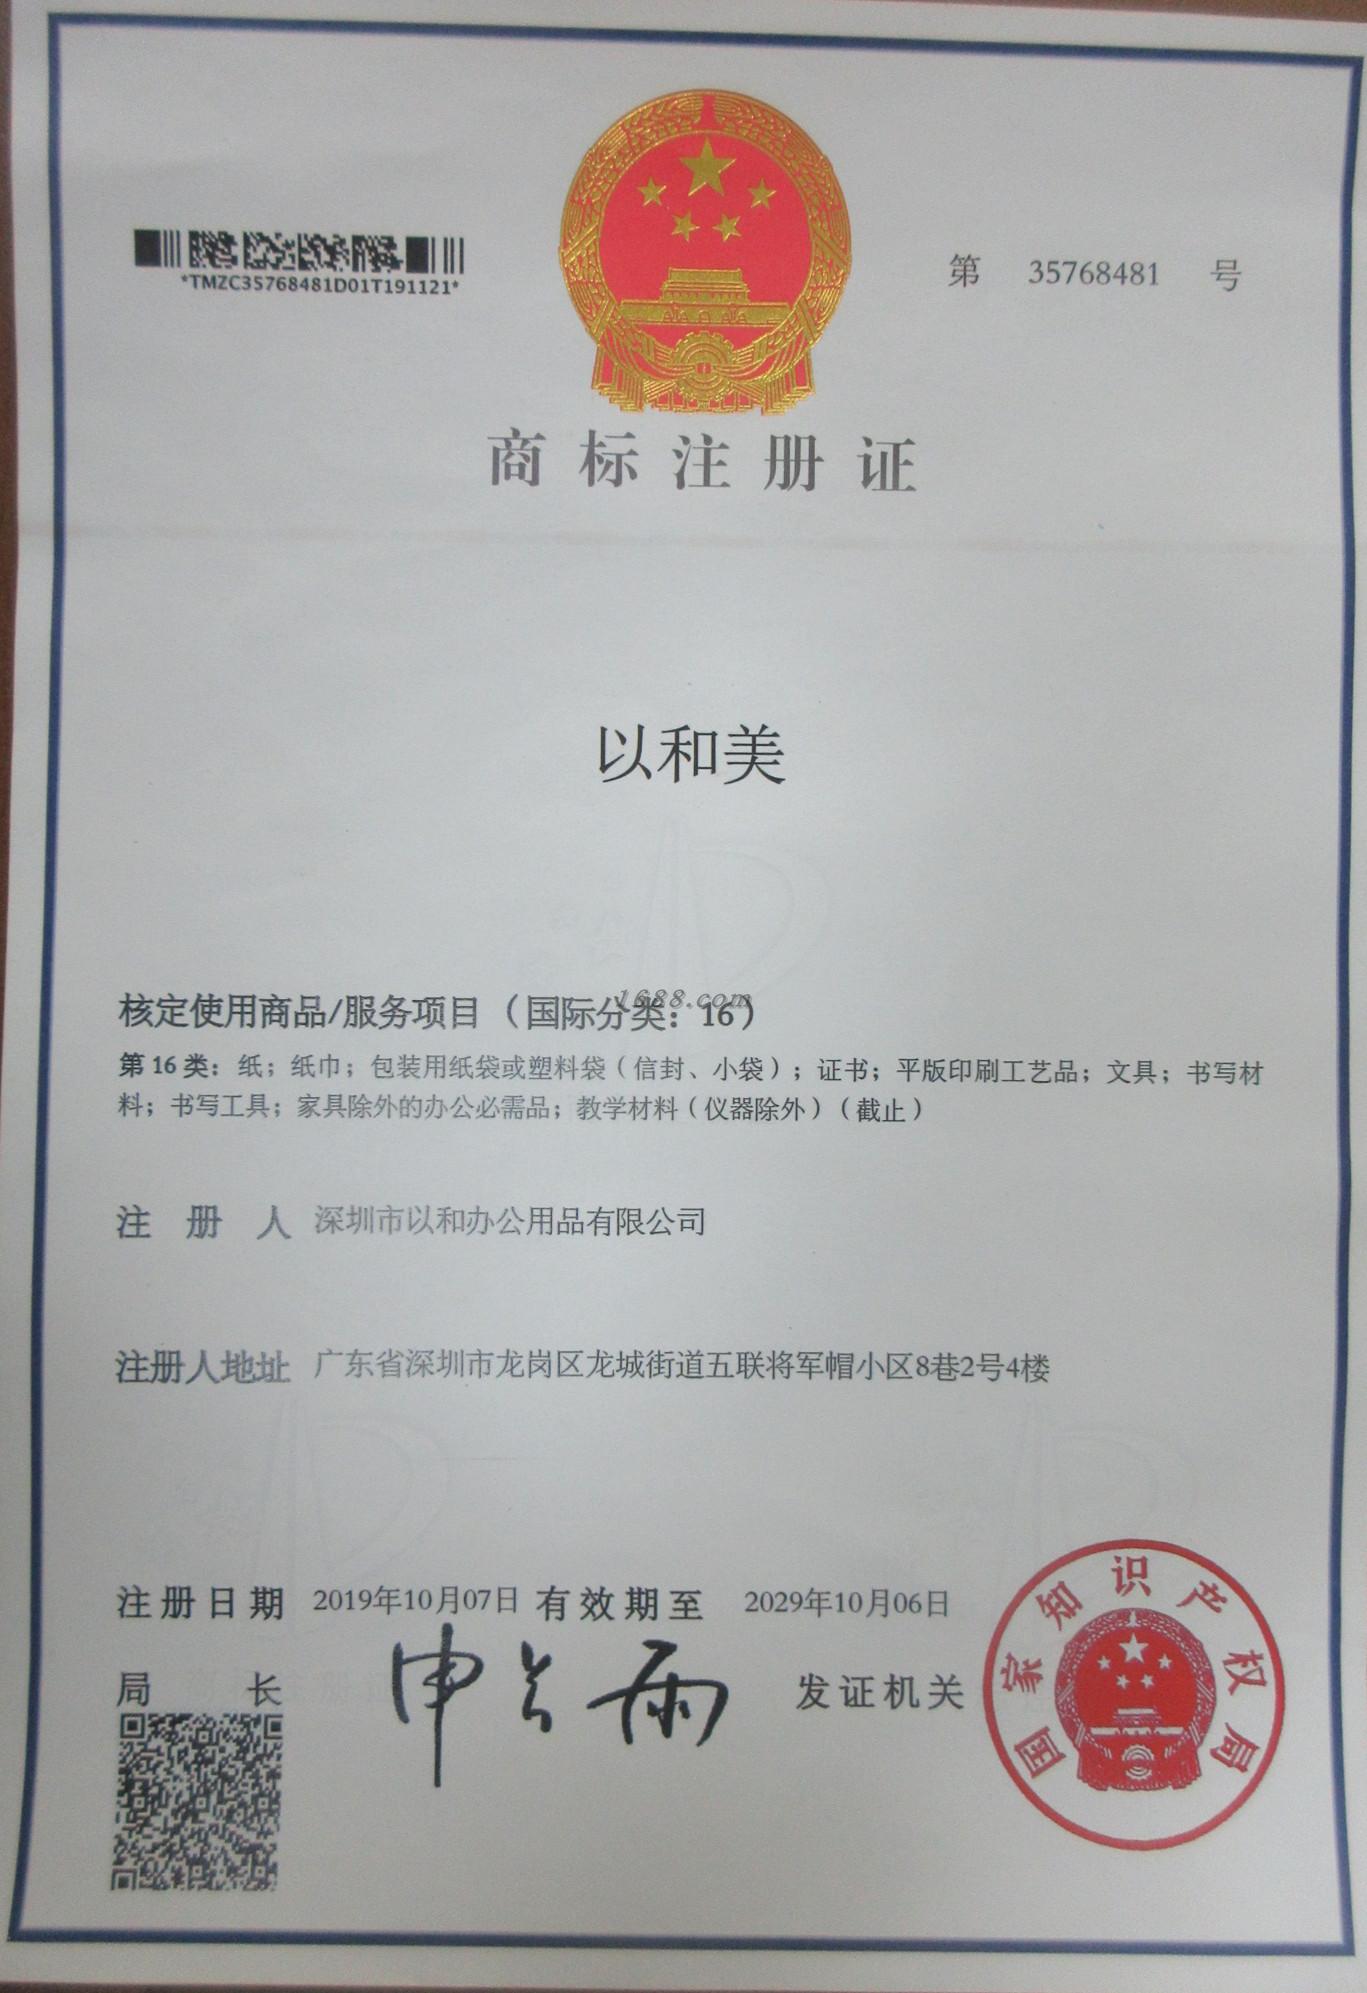 *TMZC35768481D01T191121*
第 35768481 号
商标注册证
以和美
1688.com
核定使用商品/服务项目（国际分类：16）
第16类：纸；纸巾；包装用纸袋或塑料袋（信封、小袋）；证书；平版印刷工艺品；文具；书写材
料；书写工具；家具除外的办公必需品；教学材料（仪器除外）（截止）
注册人 深圳市以和办公用品有限公司
注册人地址 广东省深圳市龙岗区龙城街道五联将军帽小区8巷2号4楼
注册日期 2019年10月07日 有效期至 2029年10月06日
局长 申长雨 发证机关
国家知识产权局